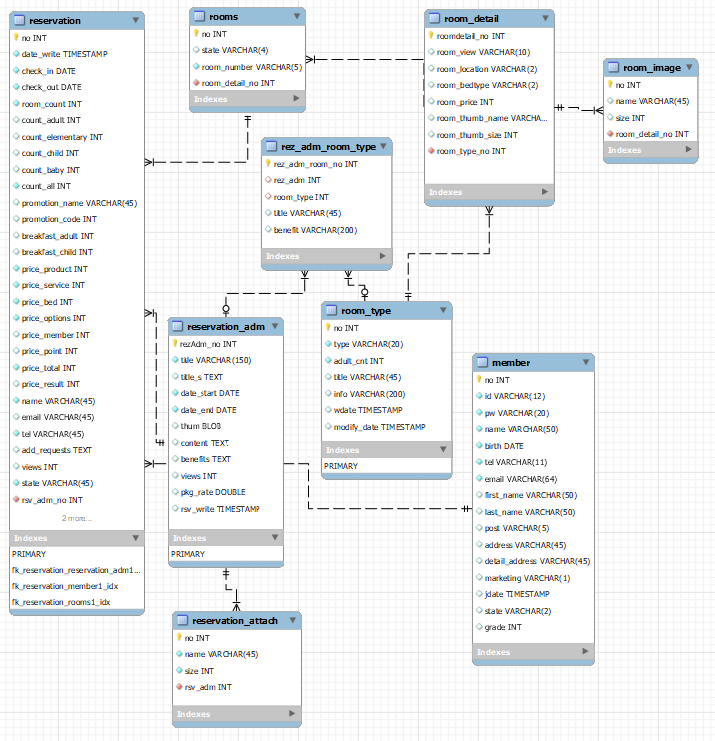 reservation
no INT
date_write TIMESTAMP
check_in DATE
check_out DATE
room_count INT
count_adult INT
count_elementary INT
count_child INT
count_baby INT
count_all INT
promotion_name VARCHAR(45)
promotion_code INT
breakfast_adult INT
breakfast_child INT
price_product INT
price_service INT
price_bed INT
price_options INT
price_member INT
price_point INT
price_total INT
price_result INT
name VARCHAR(45)
email VARCHAR(45)
tel VARCHAR(45)
add_requests TEXT
views INT
state VARCHAR(45)
rsv_adm_no INT
2 more...
Indexes
PRIMARY
fk_reservation_reservation_adm1...
fk_reservation_member1_idx
fk_reservation_rooms1_idx
rooms
no INT
state VARCHAR(4)
room_number VARCHAR(5)
room_detail_no INT
Indexes
room_detail
roomdetail_no INT
room_view VARCHAR(10)
room_location VARCHAR(2)
room_bedtype VARCHAR(2)
room_price INT
room_thumb_name VARCHA...
room_thumb_size INT
room_type_no INT
Indexes
room_image
no INT
name VARCHAR(45)
size INT
room_detail_no INT
Indexes
rez_adm_room_type
rez_adm_room_no INT
rez_adm INT
room_type INT
title VARCHAR(45)
benefit VARCHAR(200)
Indexes
reservation_adm
rezAdm_no INT
title VARCHAR(150)
title_s TEXT
date_start DATE
date_end DATE
thum BLOB
content TEXT
benefits TEXT
views INT
pkg_rate DOUBLE
rsv_write TIMESTAMP
Indexes
PRIMARY
room_type
no INT
type VARCHAR(20)
adult_cnt INT
title VARCHAR(45)
info VARCHAR(200)
wdate TIMESTAMP
modify_date TIMESTAMP
Indexes
PRIMARY
member
no INT
id VARCHAR(12)
pw VARCHAR(20)
name VARCHAR(50)
birth DATE
tel VARCHAR(11)
email VARCHAR(64)
first_name VARCHAR(50)
last_name VARCHAR(50)
post VARCHAR(5)
address VARCHAR(45)
detail_address VARCHAR(45)
marketing VARCHAR(1)
jdate TIMESTAMP
state VARCHAR(2)
grade INT
Indexes
reservation_attach
no INT
name VARCHAR(45)
size INT
rsv_adm INT
Indexes